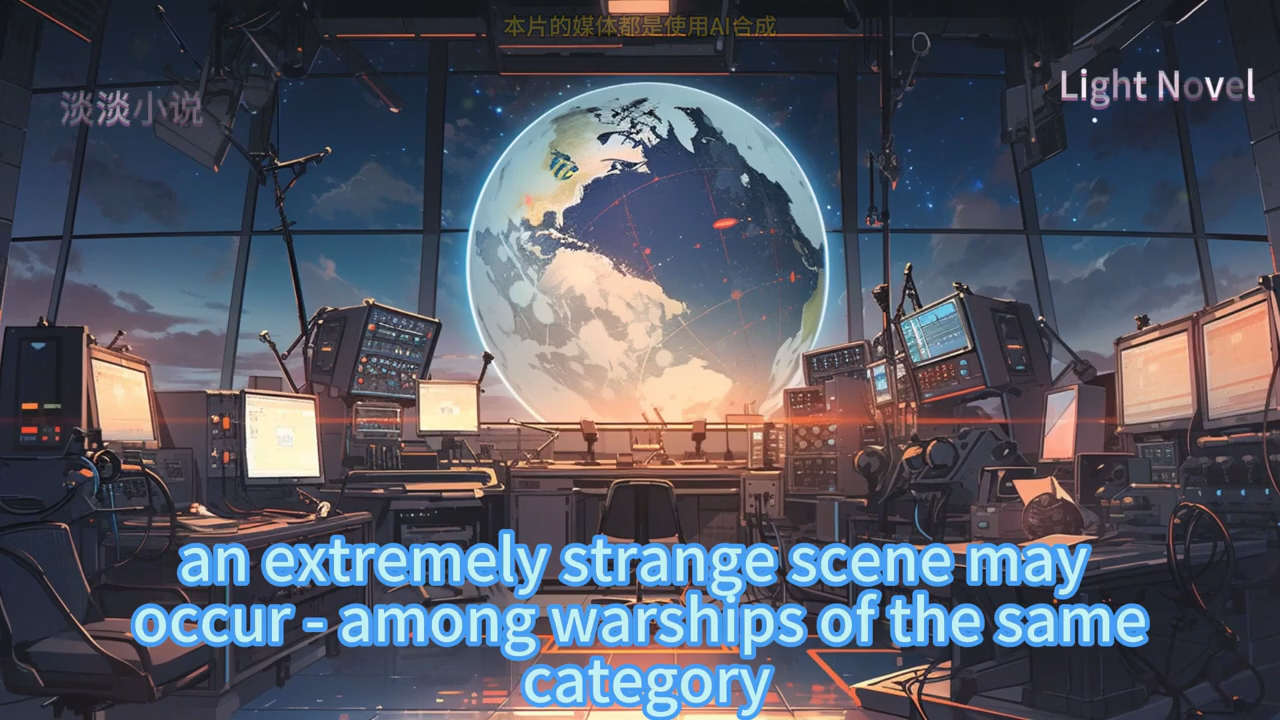 本片的媒体都是使用AI合成
淡淡小说
Light Novel
an extremely strange scene may
occur - among warships of the same
category